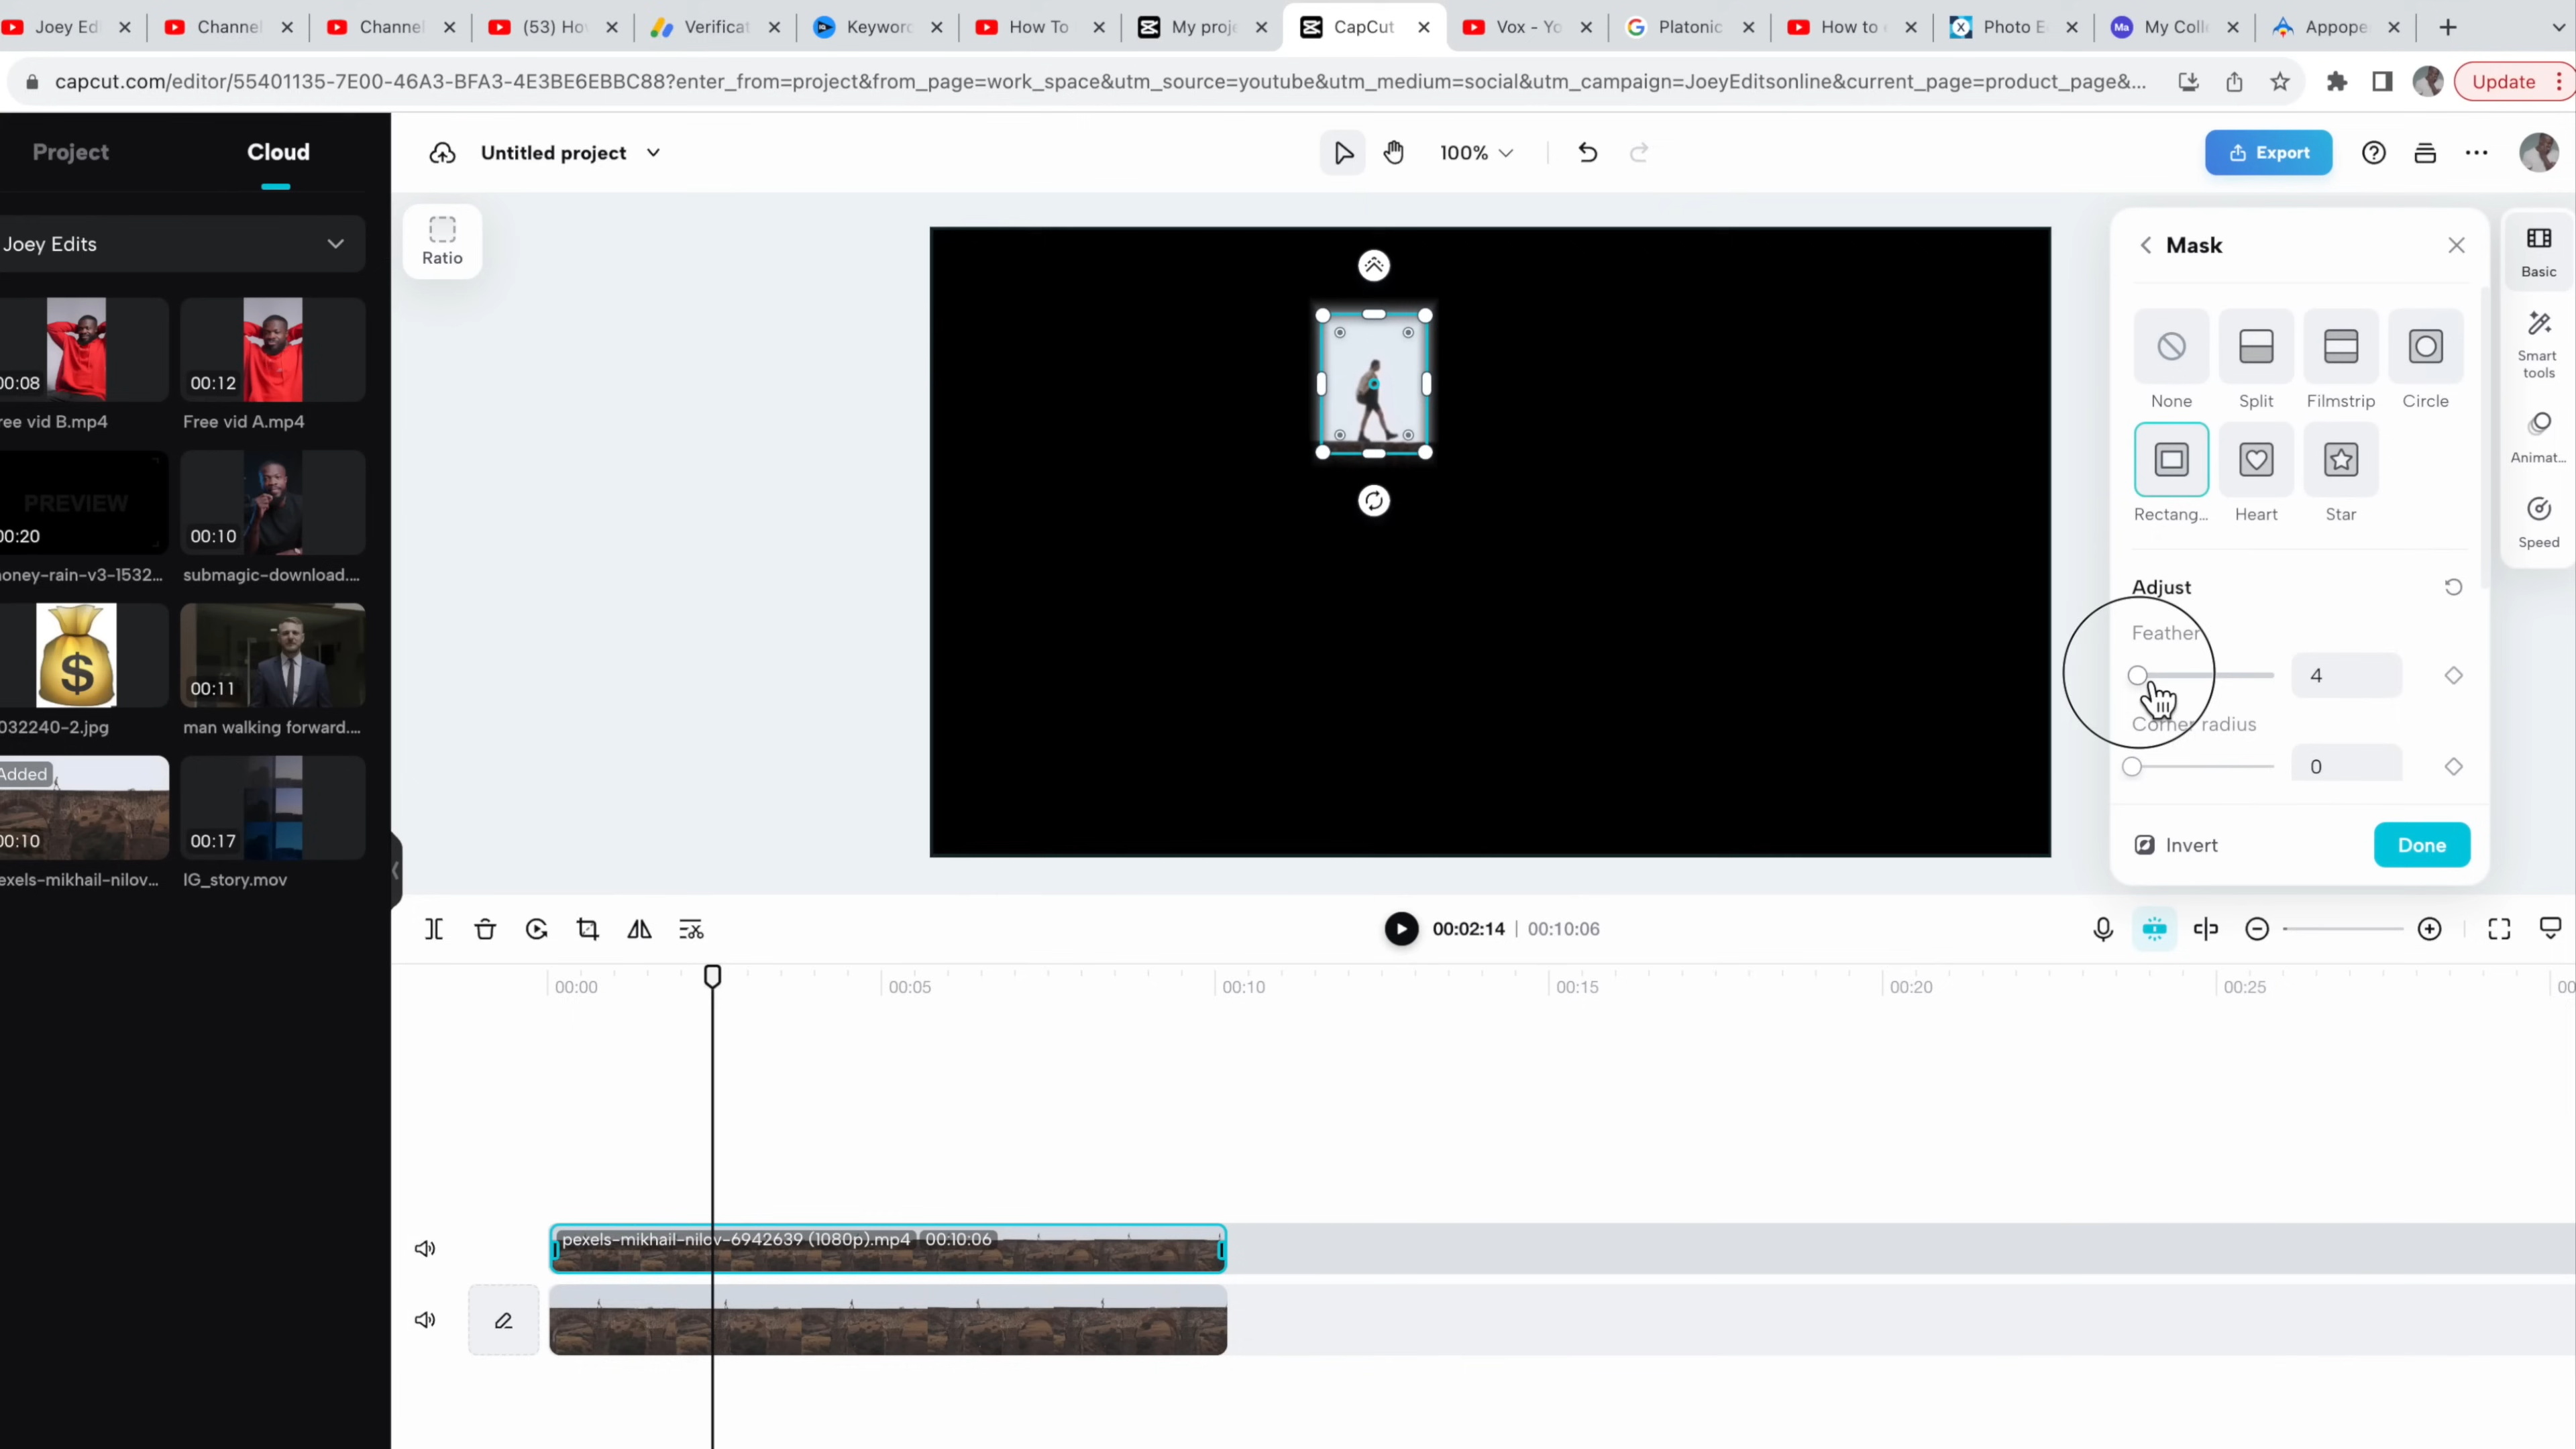 Joey Ed
Channel
Channel
(53) Ho
Verificat
Keyword
How To
My proj
CapCut
Vox - Yo
Platonic
How to
Photo E
Ma
My Coll
Appope
capcut.com/editor/55401135-7E00-46A3-BFA3-4E3BE6EBBC88?enter_from=project&from_page=work_space&utm_source=youtube&utm_medium=social&utm_campaign=JoeyEditsonline&current_page=product_page&...
Update
Project
Cloud
Untitled project
100%
Export
Joey Edits
Ratio
00:08
00:12
ree vid B.mp4
Free vid A.mp4
PREVIEW
00:20
00:10
oney-rain-v3-1532...
submagic-download....
$
00:11
032240-2.jpg
man walking forward....
Added
00:10
00:17
exels-mikhail-nilov...
IG_story.mov
Mask
None
Split
Filmstrip
Circle
Rectang...
Heart
Star
Adjust
Feather
4
Corner radius
0
Invert
Done
Basic
Smart
tools
Animat...
Speed
00:02:14 | 00:10:06
00:00
00:05
00:10
00:15
00:20
00:25
00
pexels-mikhail-nilov-6942639 (1080p).mp4 00:10:06